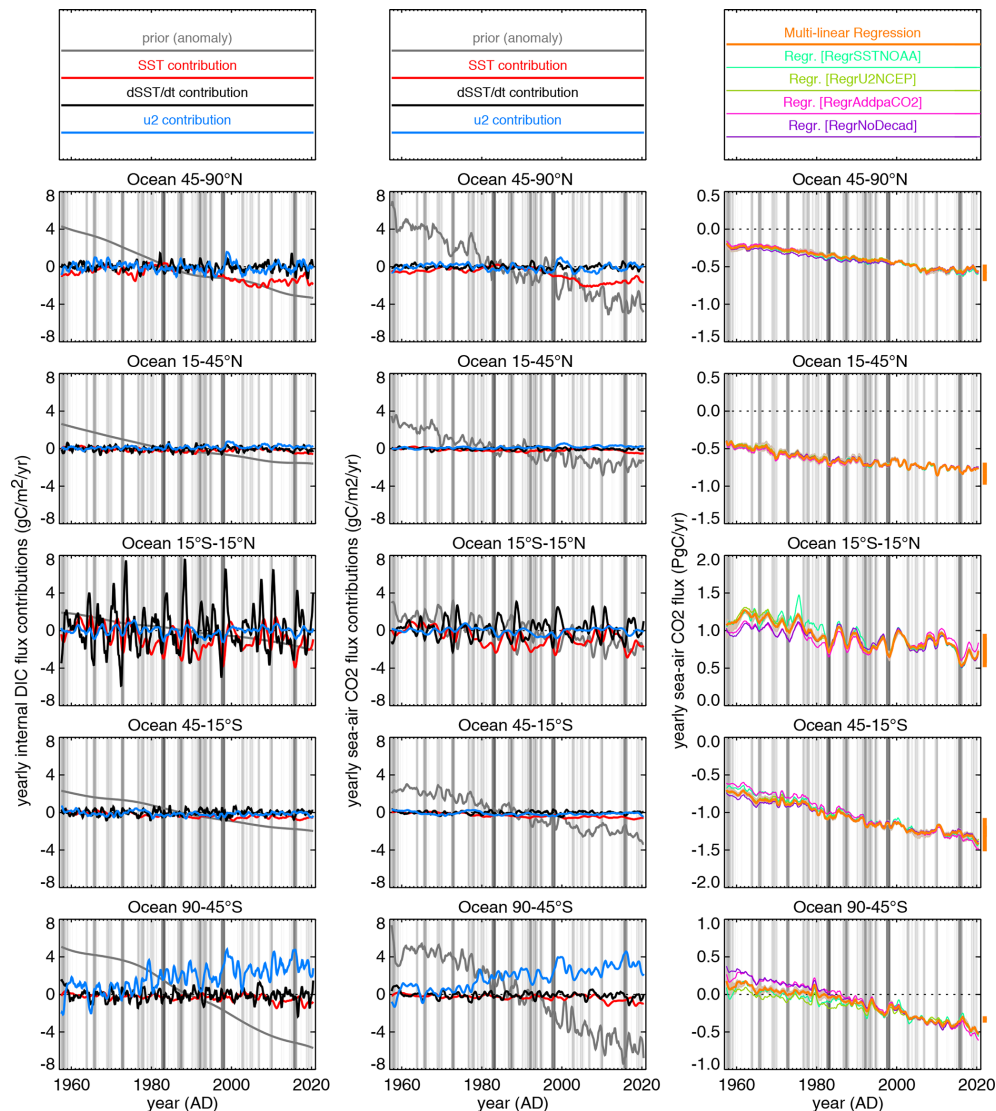 prior (anomaly)
SST contribution
dSST/dt contribution
u2 contribution
prior (anomaly)
SST contribution
dSST/dt contribution
u2 contribution
Multi-linear Regression
Regr. [RegrSSTNOAA]
Regr. [RegrU2NCEP]
Regr. [RegrAddpaCO2]
Regr. [RegrNoDecad]
yearly internal DIC flux contributions (gC/m²/yr)
yearly sea-air CO2 flux contributions (gC/m2/yr)
yearly sea-air CO2 flux (PgC/yr)
Ocean 45-90°N
8
4
0
-4
-8
Ocean 45-90°N
8
4
0
-4
-8
Ocean 45-90°N
0.5
0.0
-0.5
-1.0
-1.5
Ocean 15-45°N
8
4
0
-4
-8
Ocean 15-45°N
8
4
0
-4
-8
Ocean 15-45°N
0.5
0.0
-0.5
-1.0
-1.5
Ocean 15°S-15°N
8
4
0
-4
-8
Ocean 15°S-15°N
8
4
0
-4
-8
Ocean 15°S-15°N
2.0
1.5
1.0
0.5
0.0
Ocean 45-15°S
8
4
0
-4
-8
Ocean 45-15°S
8
4
0
-4
-8
Ocean 45-15°S
0.0
-0.5
-1.0
-1.5
-2.0
Ocean 90-45°S
8
4
0
-4
-8
1960 1980 2000 2020
year (AD)
Ocean 90-45°S
8
4
0
-4
-8
1960 1980 2000 2020
year (AD)
Ocean 90-45°S
1.0
0.5
0.0
-0.5
-1.0
1960 1980 2000 2020
year (AD)